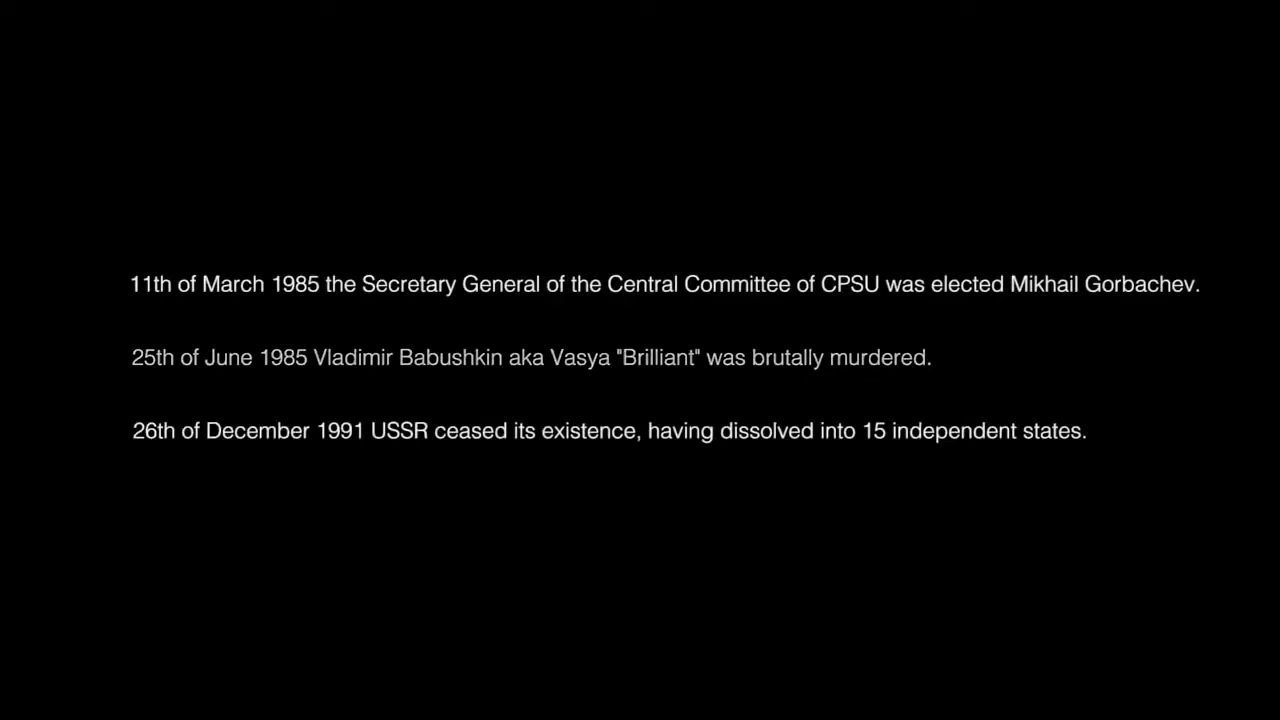 11th of March 1985 the Secretary General of the Central Committee of CPSU was elected Mikhail Gorbachev.
25th of June 1985 Vladimir Babushkin aka Vasya "Brilliant" was brutally murdered.
26th of December 1991 USSR ceased its existence, having dissolved into 15 independent states.